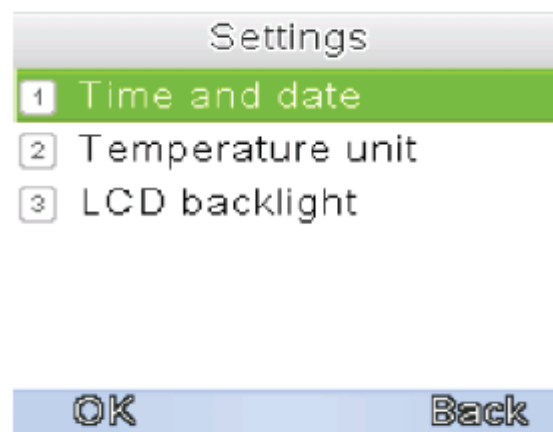 Settings
1 Time and date
2 Temperature unit
3 LCD backlight
OK Back